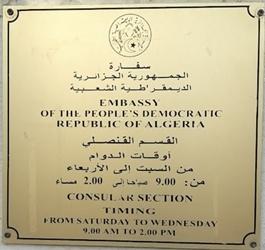 سفارة
الجمهورية الجزائرية
الديمقراطية الشعبية
EMBASSY
OF THE PEOPLE'S DEMOCRATIC
REPUBLIC OF ALGERIA
القسم القنصلي
أوقات الدوام
من السبت إلى الأربعاء
من: 9.00 صباحا إلى 2.00 مساء
CONSULAR SECTION
TIMING
FROM SATURDAY TO WEDNESDAY
9.00 AM TO 2.00 PM